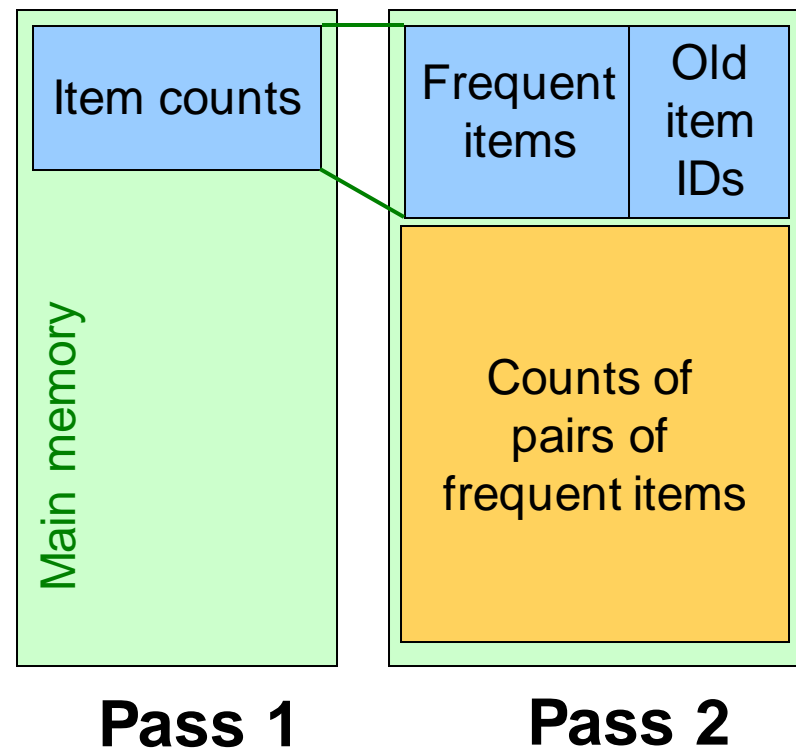 Item counts
Main memory
Frequent
items
Old
item
IDs
Counts of
pairs of
frequent items
Pass 1
Pass 2